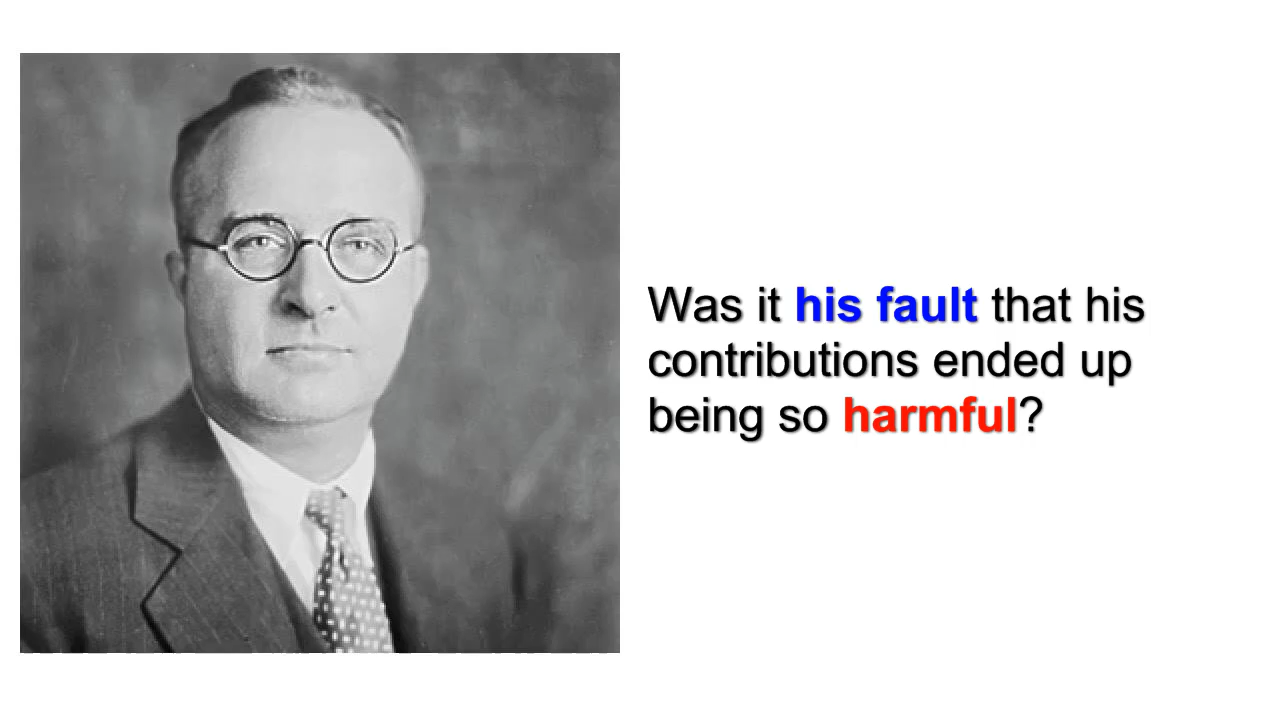 Was it his fault that his
contributions ended up
being so harmful?